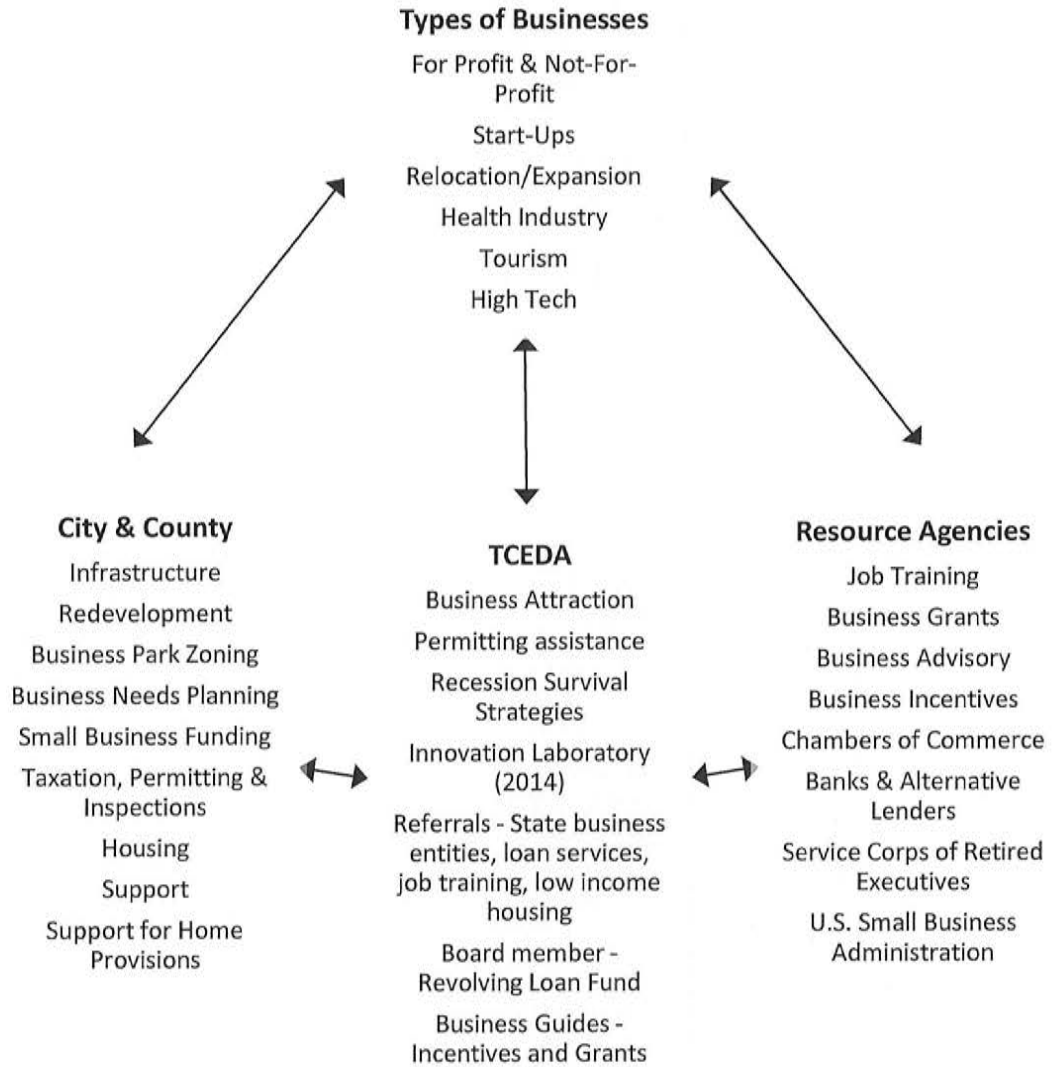 Types of Businesses
For Profit & Not-For-
Profit
Start-Ups
Relocation/Expansion
Health Industry
Tourism
High Tech
City & County
Infrastructure
Redevelopment
Business Park Zoning
Business Needs Planning
Small Business Funding
Taxation, Permitting &
Inspections
Housing
Support
Support for Home
Provisions
TCEDA
Business Attraction
Permitting assistance
Recession Survival
Strategies
Innovation Laboratory
(2014)
Referrals - State business
entities, loan services,
job training, low income
housing
Board member -
Revolving Loan Fund
Business Guides -
Incentives and Grants
Resource Agencies
Job Training
Business Grants
Business Advisory
Business Incentives
Chambers of Commerce
Banks & Alternative
Lenders
Service Corps of Retired
Executives
U.S. Small Business
Administration